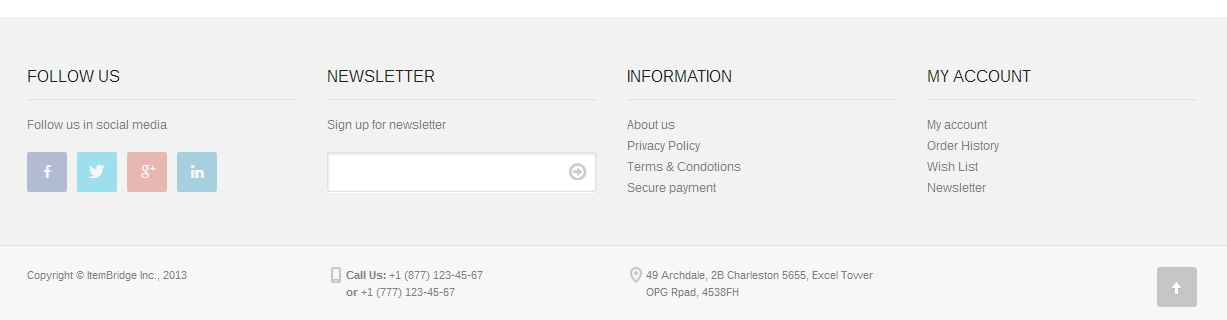 FOLLOW US
Follow us in social media
f
g+
in
NEWSLETTER
Sign up for newsletter
INFORMATION
About us
Privacy Policy
Terms & Condotions
Secure payment
MY ACCOUNT
My account
Order History
Wish List
Newsletter
Copyright © ItemBridge Inc., 2013
Call Us: +1 (877) 123-45-67
or +1 (777) 123-45-67
49 Archdale, 2B Charleston 5655, Excel Tower
OPG Rpad, 4538FH